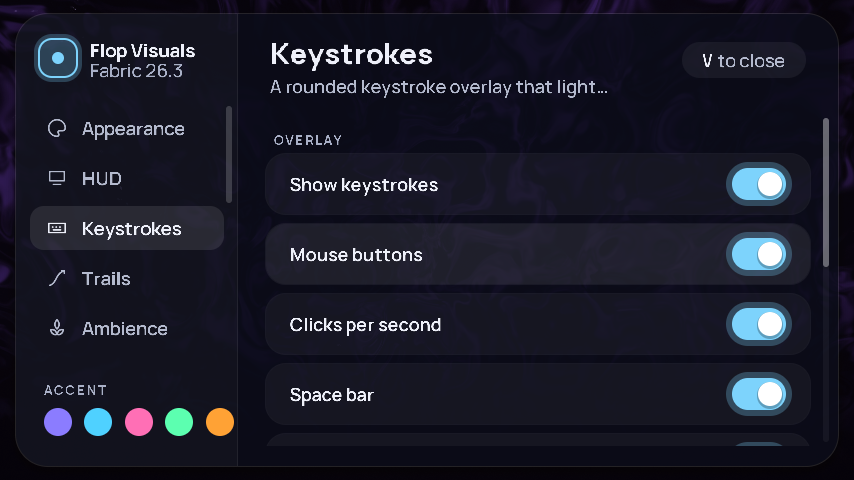 Flop Visuals
Fabric 26.3
Appearance
HUD
Keystrokes
Trails
Ambience
ACCENT
Keystrokes
A rounded keystroke overlay that light…
V to close
OVERLAY
Show keystrokes
Mouse buttons
Clicks per second
Space bar